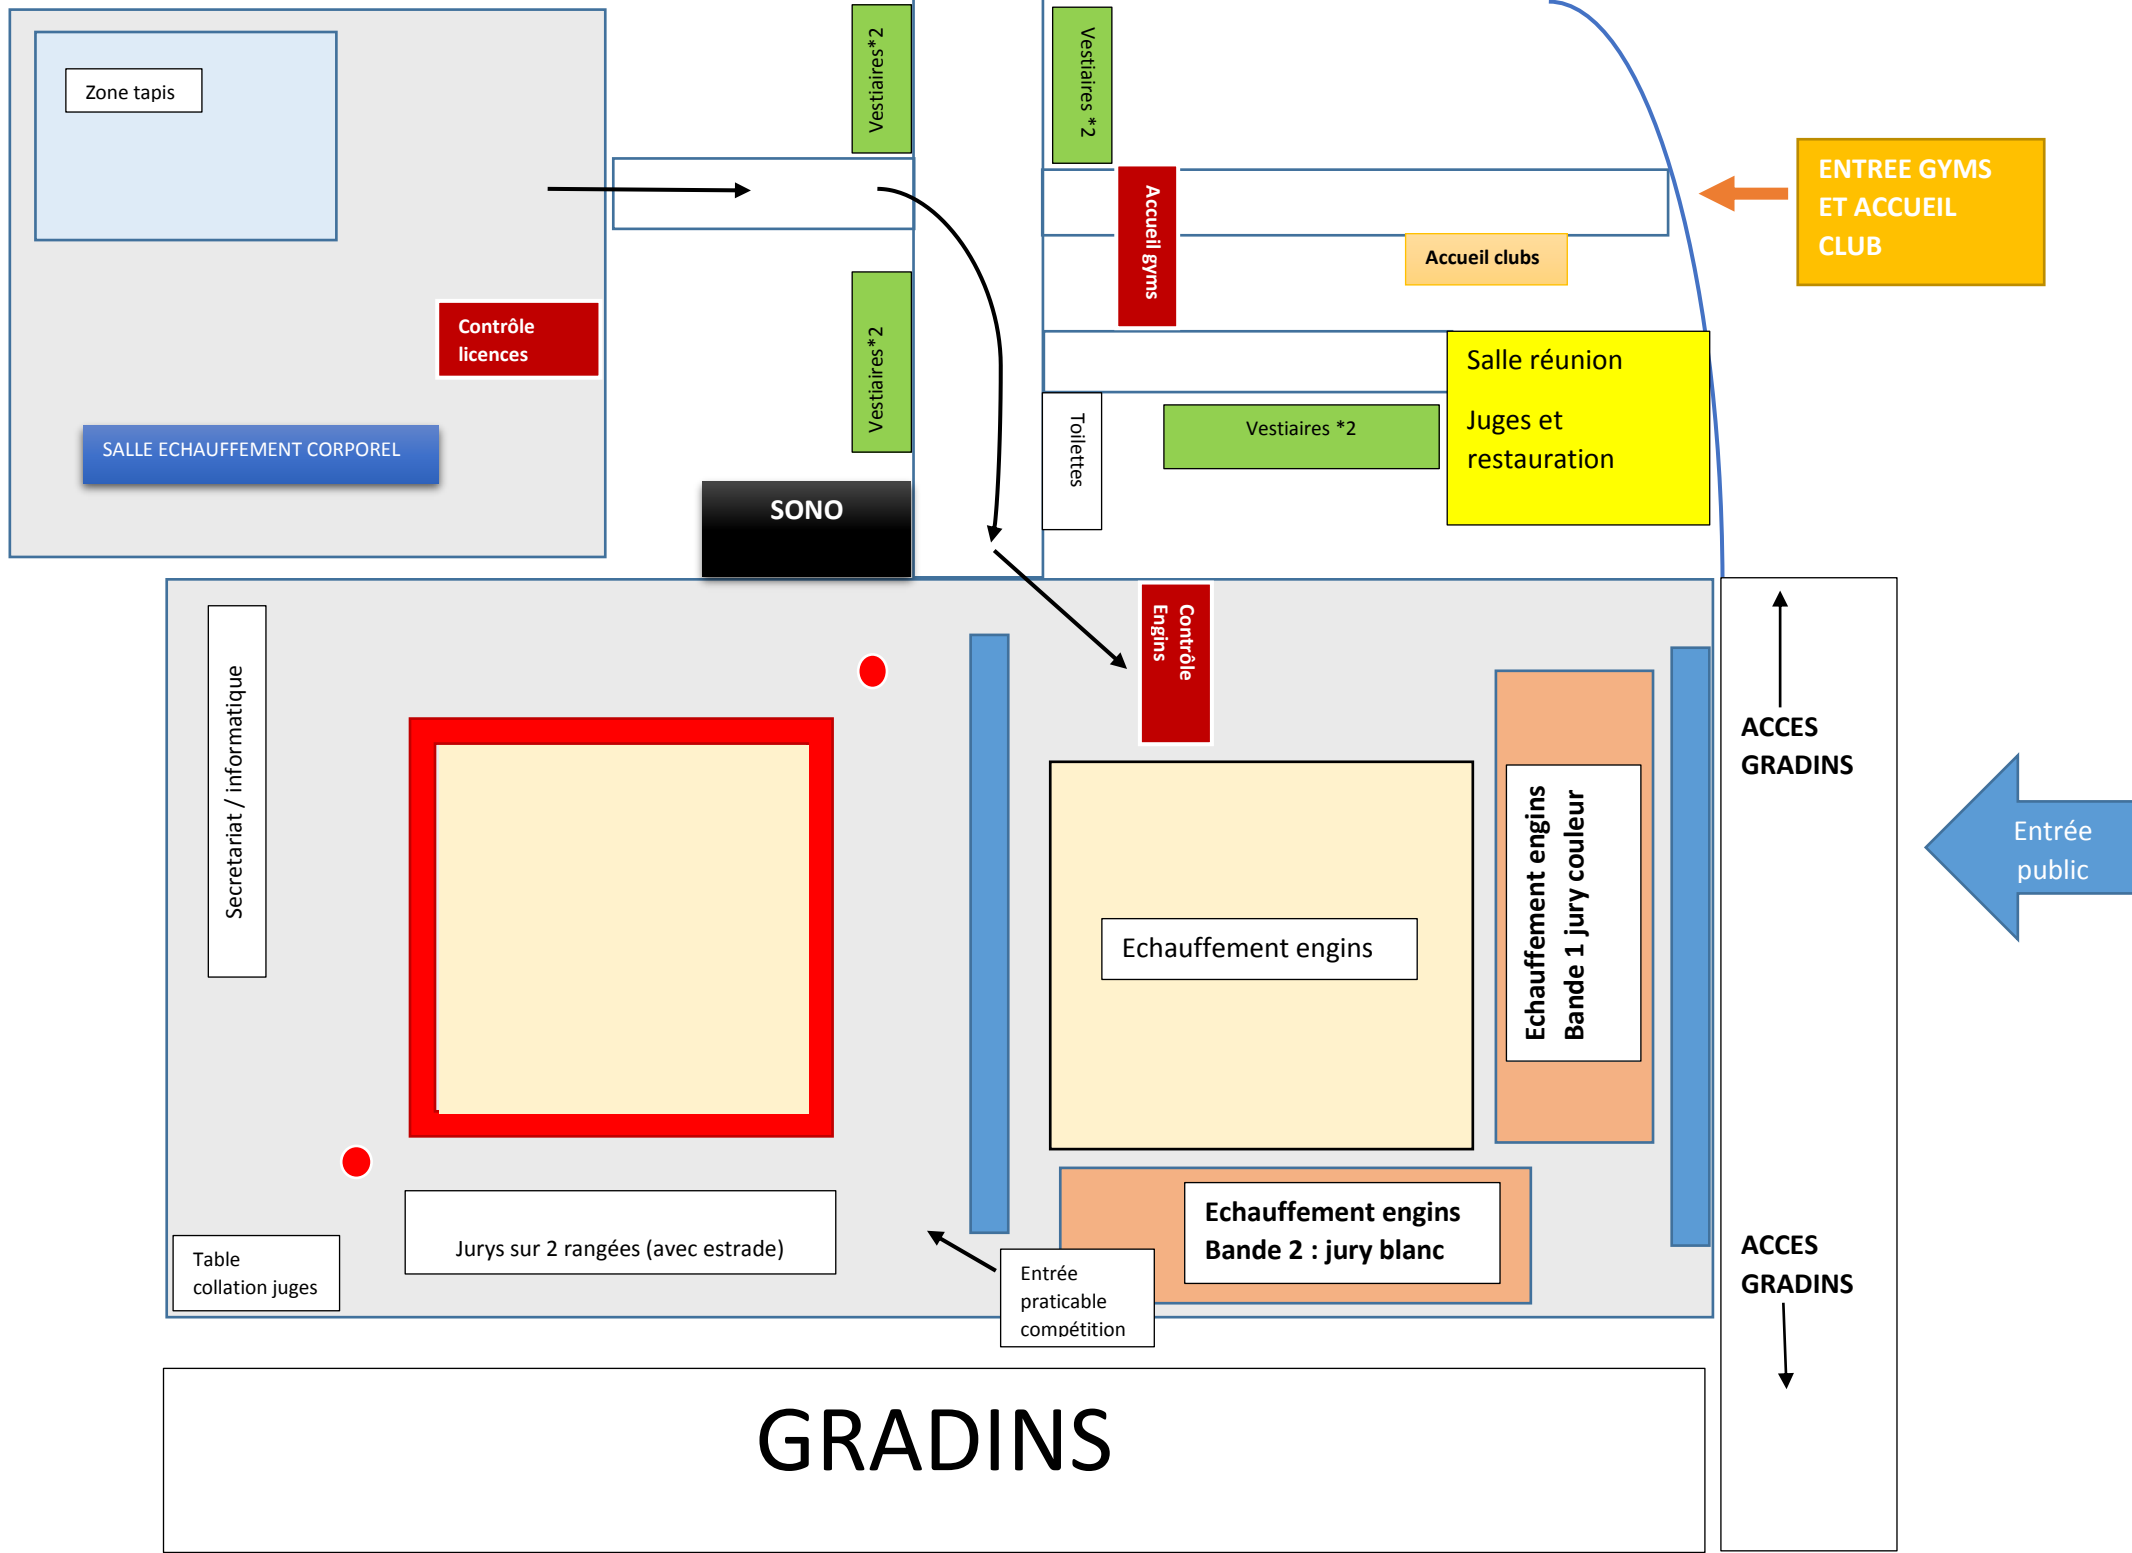 Zone tapis
Vestiaires*2
Vestiaires *2
ENTREE GYMS
ET ACCUEIL
CLUB
Accueil gyms
Accueil clubs
Contrôle
licences
Vestiaires*2
Salle réunion
Juges et
restauration
Toilettes
Vestiaires *2
SALLE ECHAUFFEMENT CORPOREL
SONO
Contrôle
Engins
Secretariat / informatique
ACCES
GRADINS
Echauffement engins
Bande 1 jury couleur
Entrée
public
Echauffement engins
Echauffement engins
Bande 2 : jury blanc
Jurys sur 2 rangées (avec estrade)
Table
collation juges
Entrée
praticable
compétition
ACCES
GRADINS
GRADINS